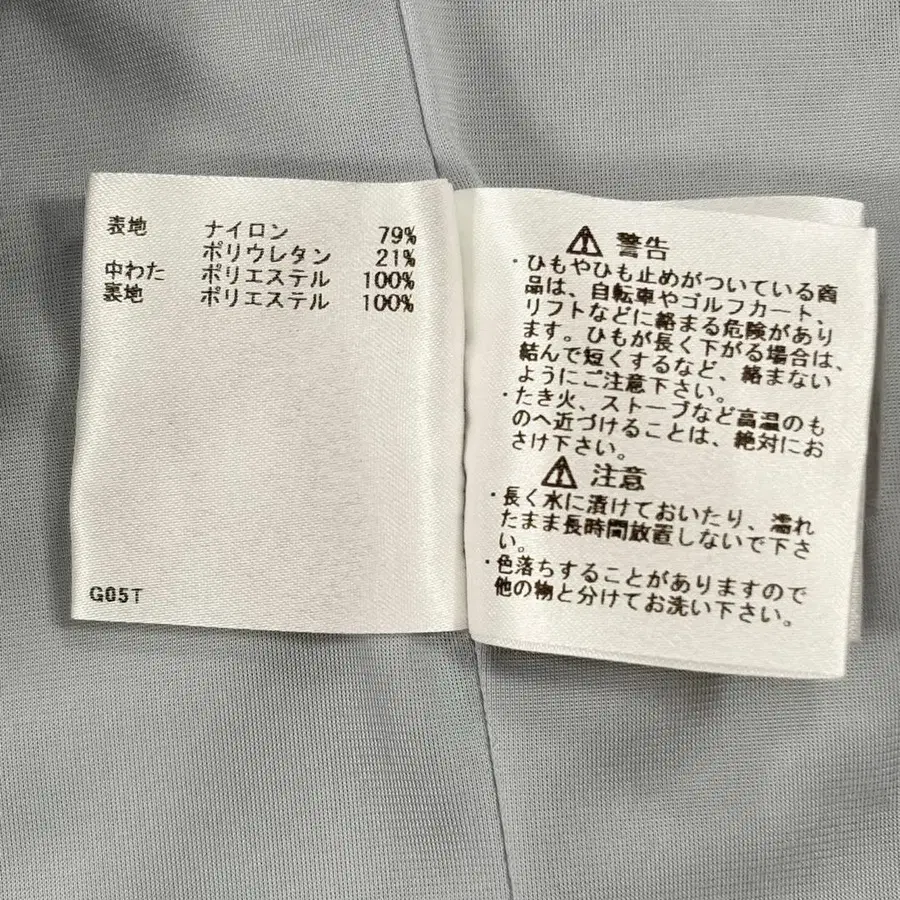 表地 ナイロン 79%
ポリウレタン 21%
中わた ポリエステル 100%
裏地 ポリエステル 100%
G05T
⚠ 警告
・ひもやひも止めがついている商
品は、自転車やゴルフカート、
リフトなどに絡まる危険があり
ます。ひもが長く下がる場合は、
結んで短くするなど、絡まない
ようにご注意下さい。
・たき火、ストーブなど高温のも
のへ近づけることは、絶対にお
さけ下さい。
⚠ 注意
・長く水に漬けておいたり、濡れ
たまま長時間放置しないで下さ
い。
・色落ちすることがありますので
他の物と分けてお洗い下さい。